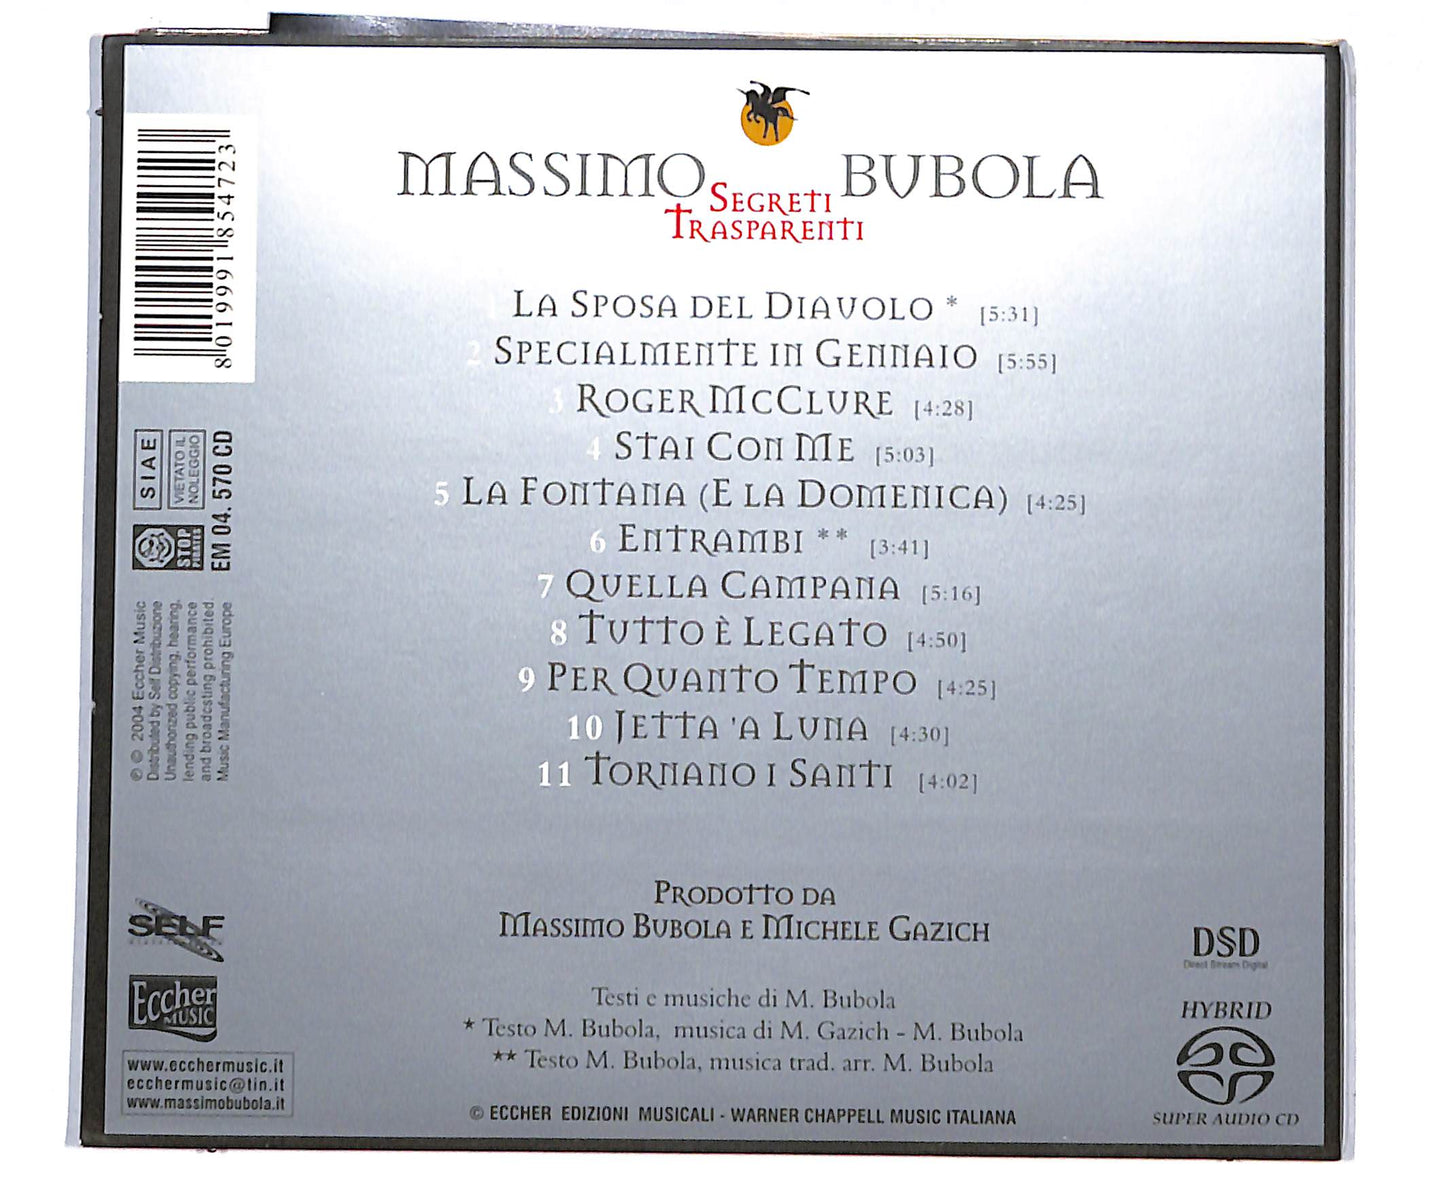 MASSIMO BUBOLA
SEGRETI
TRASPARENTI
LA SPOSA DEL DIAVOLO * [5:31]
2 SPECIALMENTE IN GENNAIO [5:55]
3 ROGER MCCLURE [4:28]
4 STAI CON ME [5:03]
5 LA FONTANA (E LA DOMENICA) [4:25]
6 ENTRAMBI ** [3:41]
7 QUELLA CAMPANA [5:16]
8 TUTTO È LEGATO [4:50]
9 PER QUANTO TEMPO [4:25]
10 JETTA 'A LUNA [4:30]
11 TORNANO I SANTI [4:02]
PRODOTTO DA
MASSIMO BUBOLA E MICHELE GAZICH
Testi e musiche di M. Bubola
* Testo M. Bubola, musica di M. Gazich - M. Bubola
** Testo M. Bubola, musica trad. arr. M. Bubola
© ECCHER EDIZIONI MUSICALI - WARNER CHAPPELL MUSIC ITALIANA
8 019991 854723
SIAE
VIETATO IL
NOLEGGIO
STOP
PIRATES
EM 04. 570 CD
℗ © 2004 Eccher Music
Distributed by Self Distribuzione
Unauthorized copying, hearing,
lending public performance
and broadcsting prohibited.
Music Manufacturing Europe
SELF
Eccher
MUSIC
www.ecchermusic.it
ecchermusic@tin.it
www.massimobubola.it
DSD
Direct Stream Digital
HYBRID
SUPER AUDIO CD